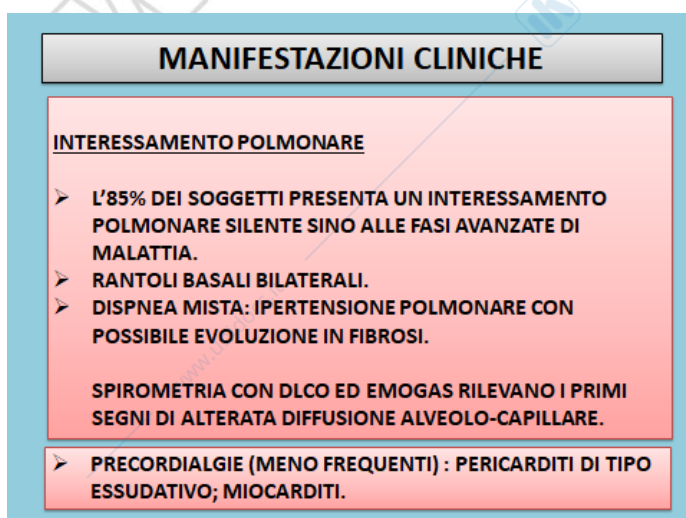 MANIFESTAZIONI CLINICHE
INTERESSAMENTO POLMONARE
➢ L'85% DEI SOGGETTI PRESENTA UN INTERESSAMENTO
POLMONARE SILENTE SINO ALLE FASI AVANZATE DI
MALATTIA.
➢ RANTOLI BASALI BILATERALI.
➢ DISPNEA MISTA: IPERTENSIONE POLMONARE CON
POSSIBILE EVOLUZIONE IN FIBROSI.
SPIROMETRIA CON DLCO ED EMOGAS RILEVANO I PRIMI
SEGNI DI ALTERATA DIFFUSIONE ALVEOLO-CAPILLARE.
➢ PRECORDIALGIE (MENO FREQUENTI) : PERICARDITI DI TIPO
ESSUDATIVO; MIOCARDITI.